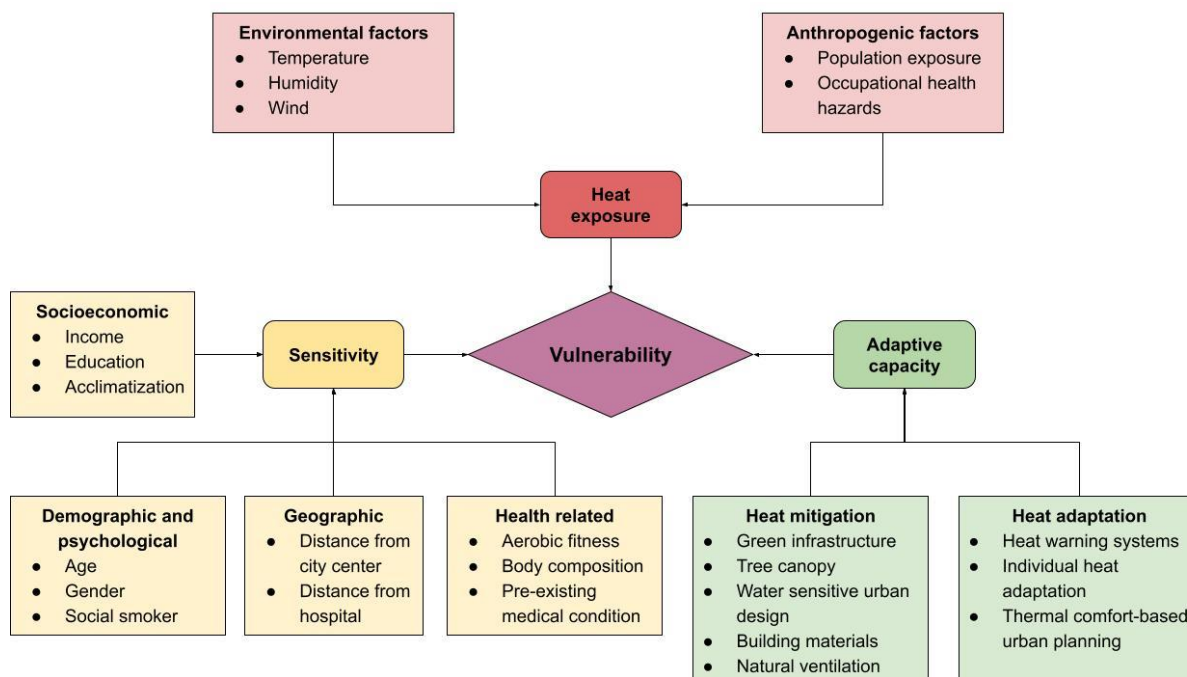 Environmental factors
● Temperature
● Humidity
● Wind
Anthropogenic factors
● Population exposure
● Occupational health
hazards
Heat
exposure
Socioeconomic
● Income
● Education
● Acclimatization
Sensitivity
Vulnerability
Adaptive
capacity
Demographic and
psychological
● Age
● Gender
● Social smoker
Geographic
● Distance from
city center
● Distance from
hospital
Health related
● Aerobic fitness
● Body composition
● Pre-existing
medical condition
Heat mitigation
● Green infrastructure
● Tree canopy
● Water sensitive urban
design
● Building materials
● Natural ventilation
Heat adaptation
● Heat warning systems
● Individual heat
adaptation
● Thermal comfort-based
urban planning